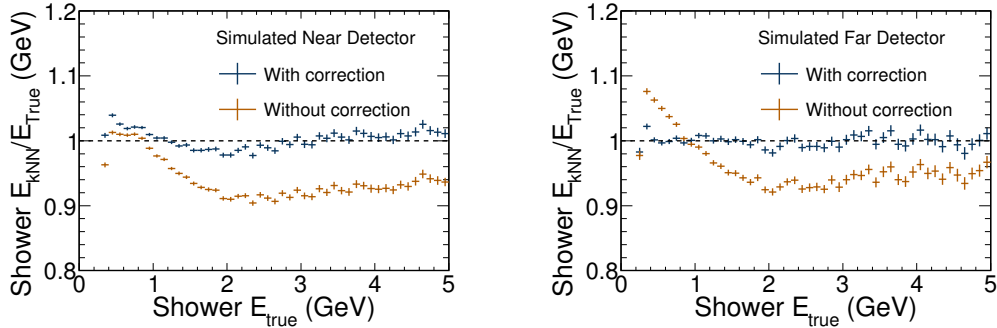 Simulated Near Detector
With correction
Without correction
Shower E_kNN/E_True (GeV)
1.2
1.1
1
0.9
0.8
0 1 2 3 4 5
Shower E_true (GeV)
Simulated Far Detector
With correction
Without correction
Shower E_kNN/E_True (GeV)
1.2
1.1
1
0.9
0.8
0 1 2 3 4 5
Shower E_true (GeV)